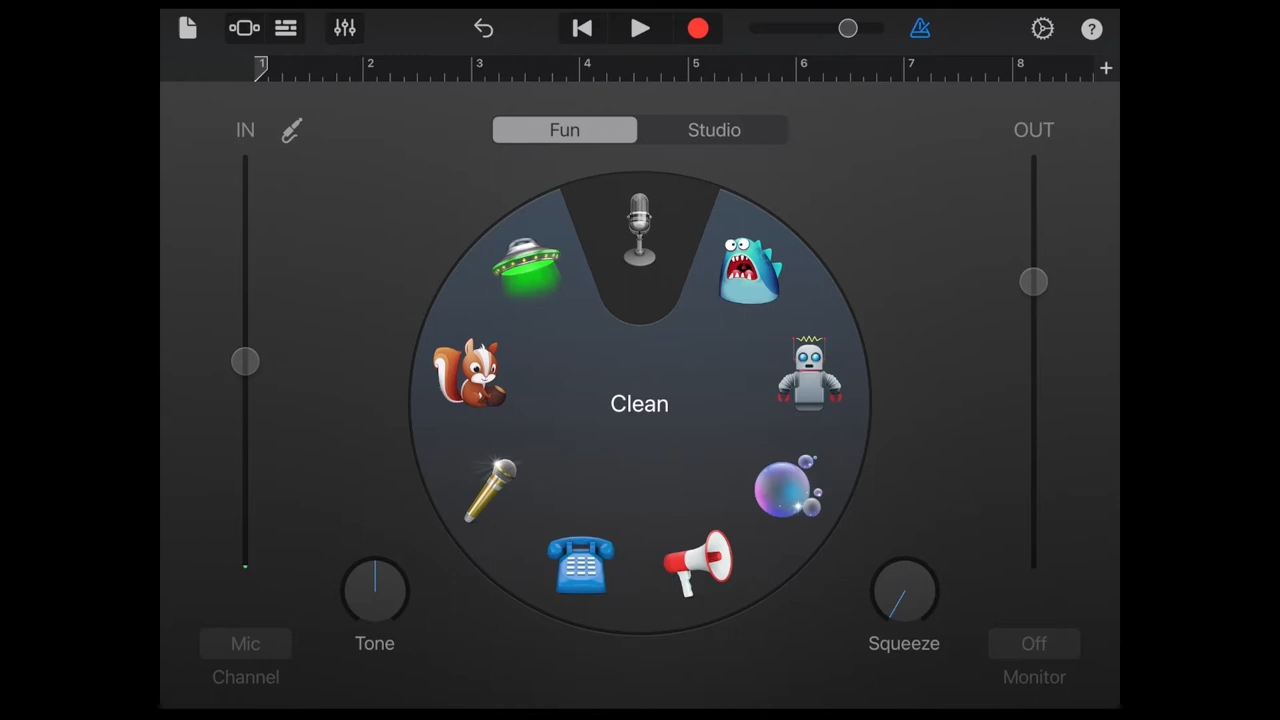 ?
1 2 3 4 5 6 7 8 +
IN Fun Studio OUT
Clean
Tone Squeeze
Mic Off
Channel Monitor